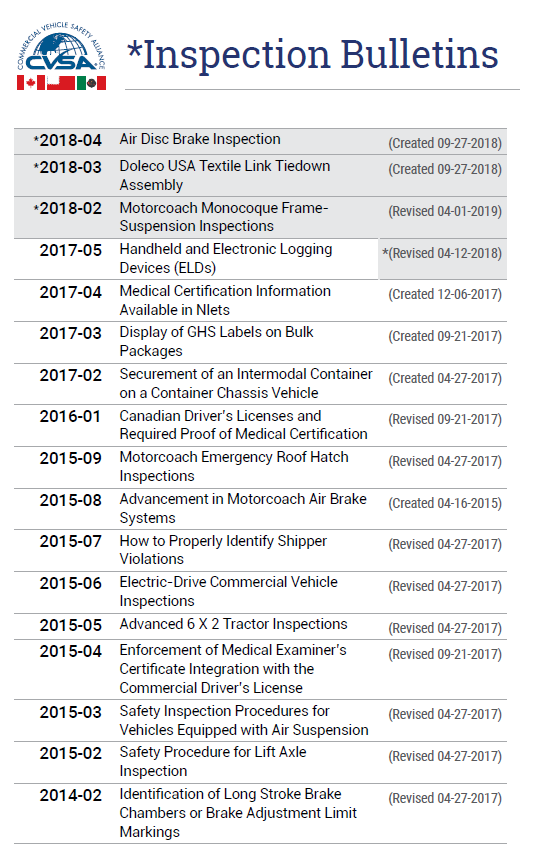 COMMERCIAL VEHICLE SAFETY ALLIANCE
CVSA
*Inspection Bulletins
*2018-04 Air Disc Brake Inspection (Created 09-27-2018)
*2018-03 Doleco USA Textile Link Tiedown (Created 09-27-2018)
Assembly
*2018-02 Motorcoach Monocoque Frame- (Revised 04-01-2019)
Suspension Inspections
2017-05 Handheld and Electronic Logging *(Revised 04-12-2018)
Devices (ELDs)
2017-04 Medical Certification Information (Created 12-06-2017)
Available in Nlets
2017-03 Display of GHS Labels on Bulk (Created 09-21-2017)
Packages
2017-02 Securement of an Intermodal Container (Created 04-27-2017)
on a Container Chassis Vehicle
2016-01 Canadian Driver's Licenses and (Revised 09-21-2017)
Required Proof of Medical Certification
2015-09 Motorcoach Emergency Roof Hatch (Revised 04-27-2017)
Inspections
2015-08 Advancement in Motorcoach Air Brake (Created 04-16-2015)
Systems
2015-07 How to Properly Identify Shipper (Revised 04-27-2017)
Violations
2015-06 Electric-Drive Commercial Vehicle (Revised 04-27-2017)
Inspections
2015-05 Advanced 6 X 2 Tractor Inspections (Revised 04-27-2017)
2015-04 Enforcement of Medical Examiner's (Revised 09-21-2017)
Certificate Integration with the
Commercial Driver's License
2015-03 Safety Inspection Procedures for (Revised 04-27-2017)
Vehicles Equipped with Air Suspension
2015-02 Safety Procedure for Lift Axle (Revised 04-27-2017)
Inspection
2014-02 Identification of Long Stroke Brake (Revised 04-27-2017)
Chambers or Brake Adjustment Limit
Markings